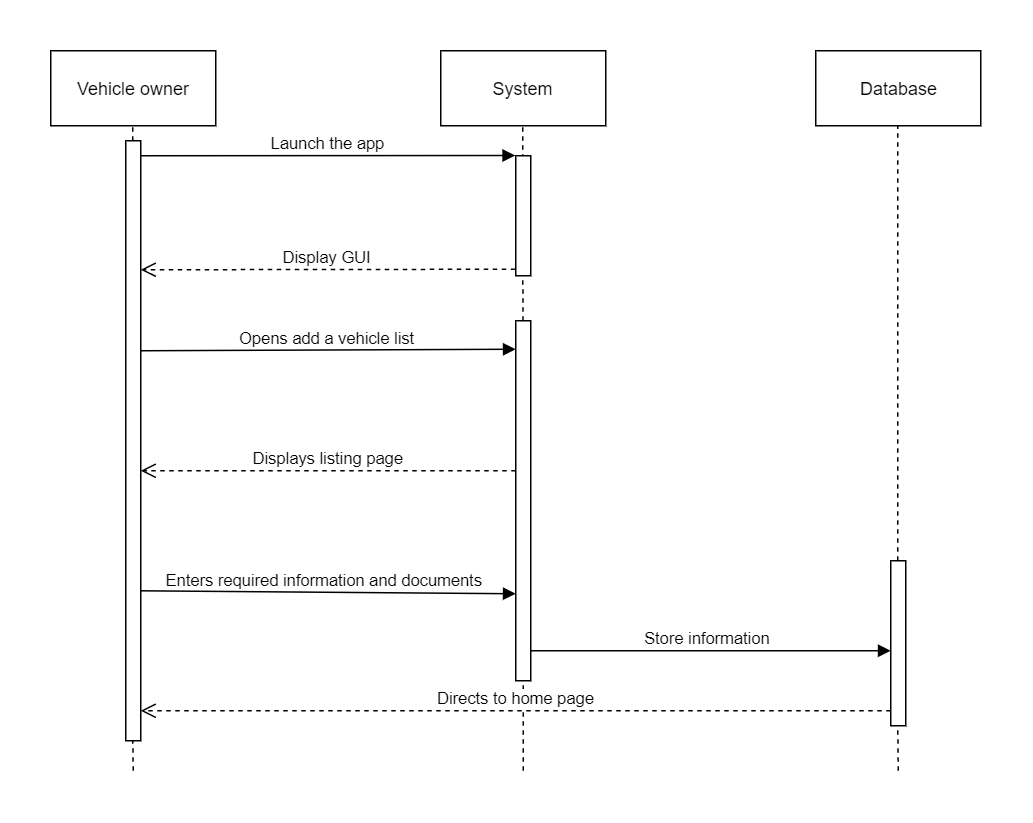 Vehicle owner
System
Database
Launch the app
Display GUI
Opens add a vehicle list
Displays listing page
Enters required information and documents
Store information
Directs to home page